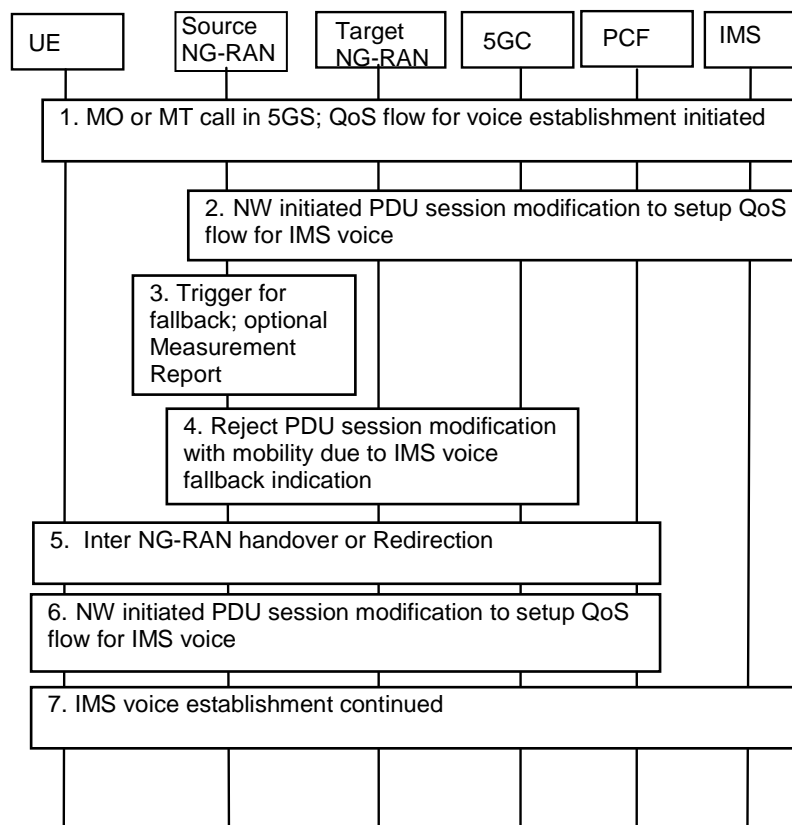 UE
Source
NG-RAN
Target
NG-RAN
5GC
PCF
IMS
1. MO or MT call in 5GS; QoS flow for voice establishment initiated
2. NW initiated PDU session modification to setup QoS
flow for IMS voice
3. Trigger for
fallback; optional
Measurement
Report
4. Reject PDU session modification
with mobility due to IMS voice
fallback indication
5. Inter NG-RAN handover or Redirection
6. NW initiated PDU session modification to setup QoS
flow for IMS voice
7. IMS voice establishment continued